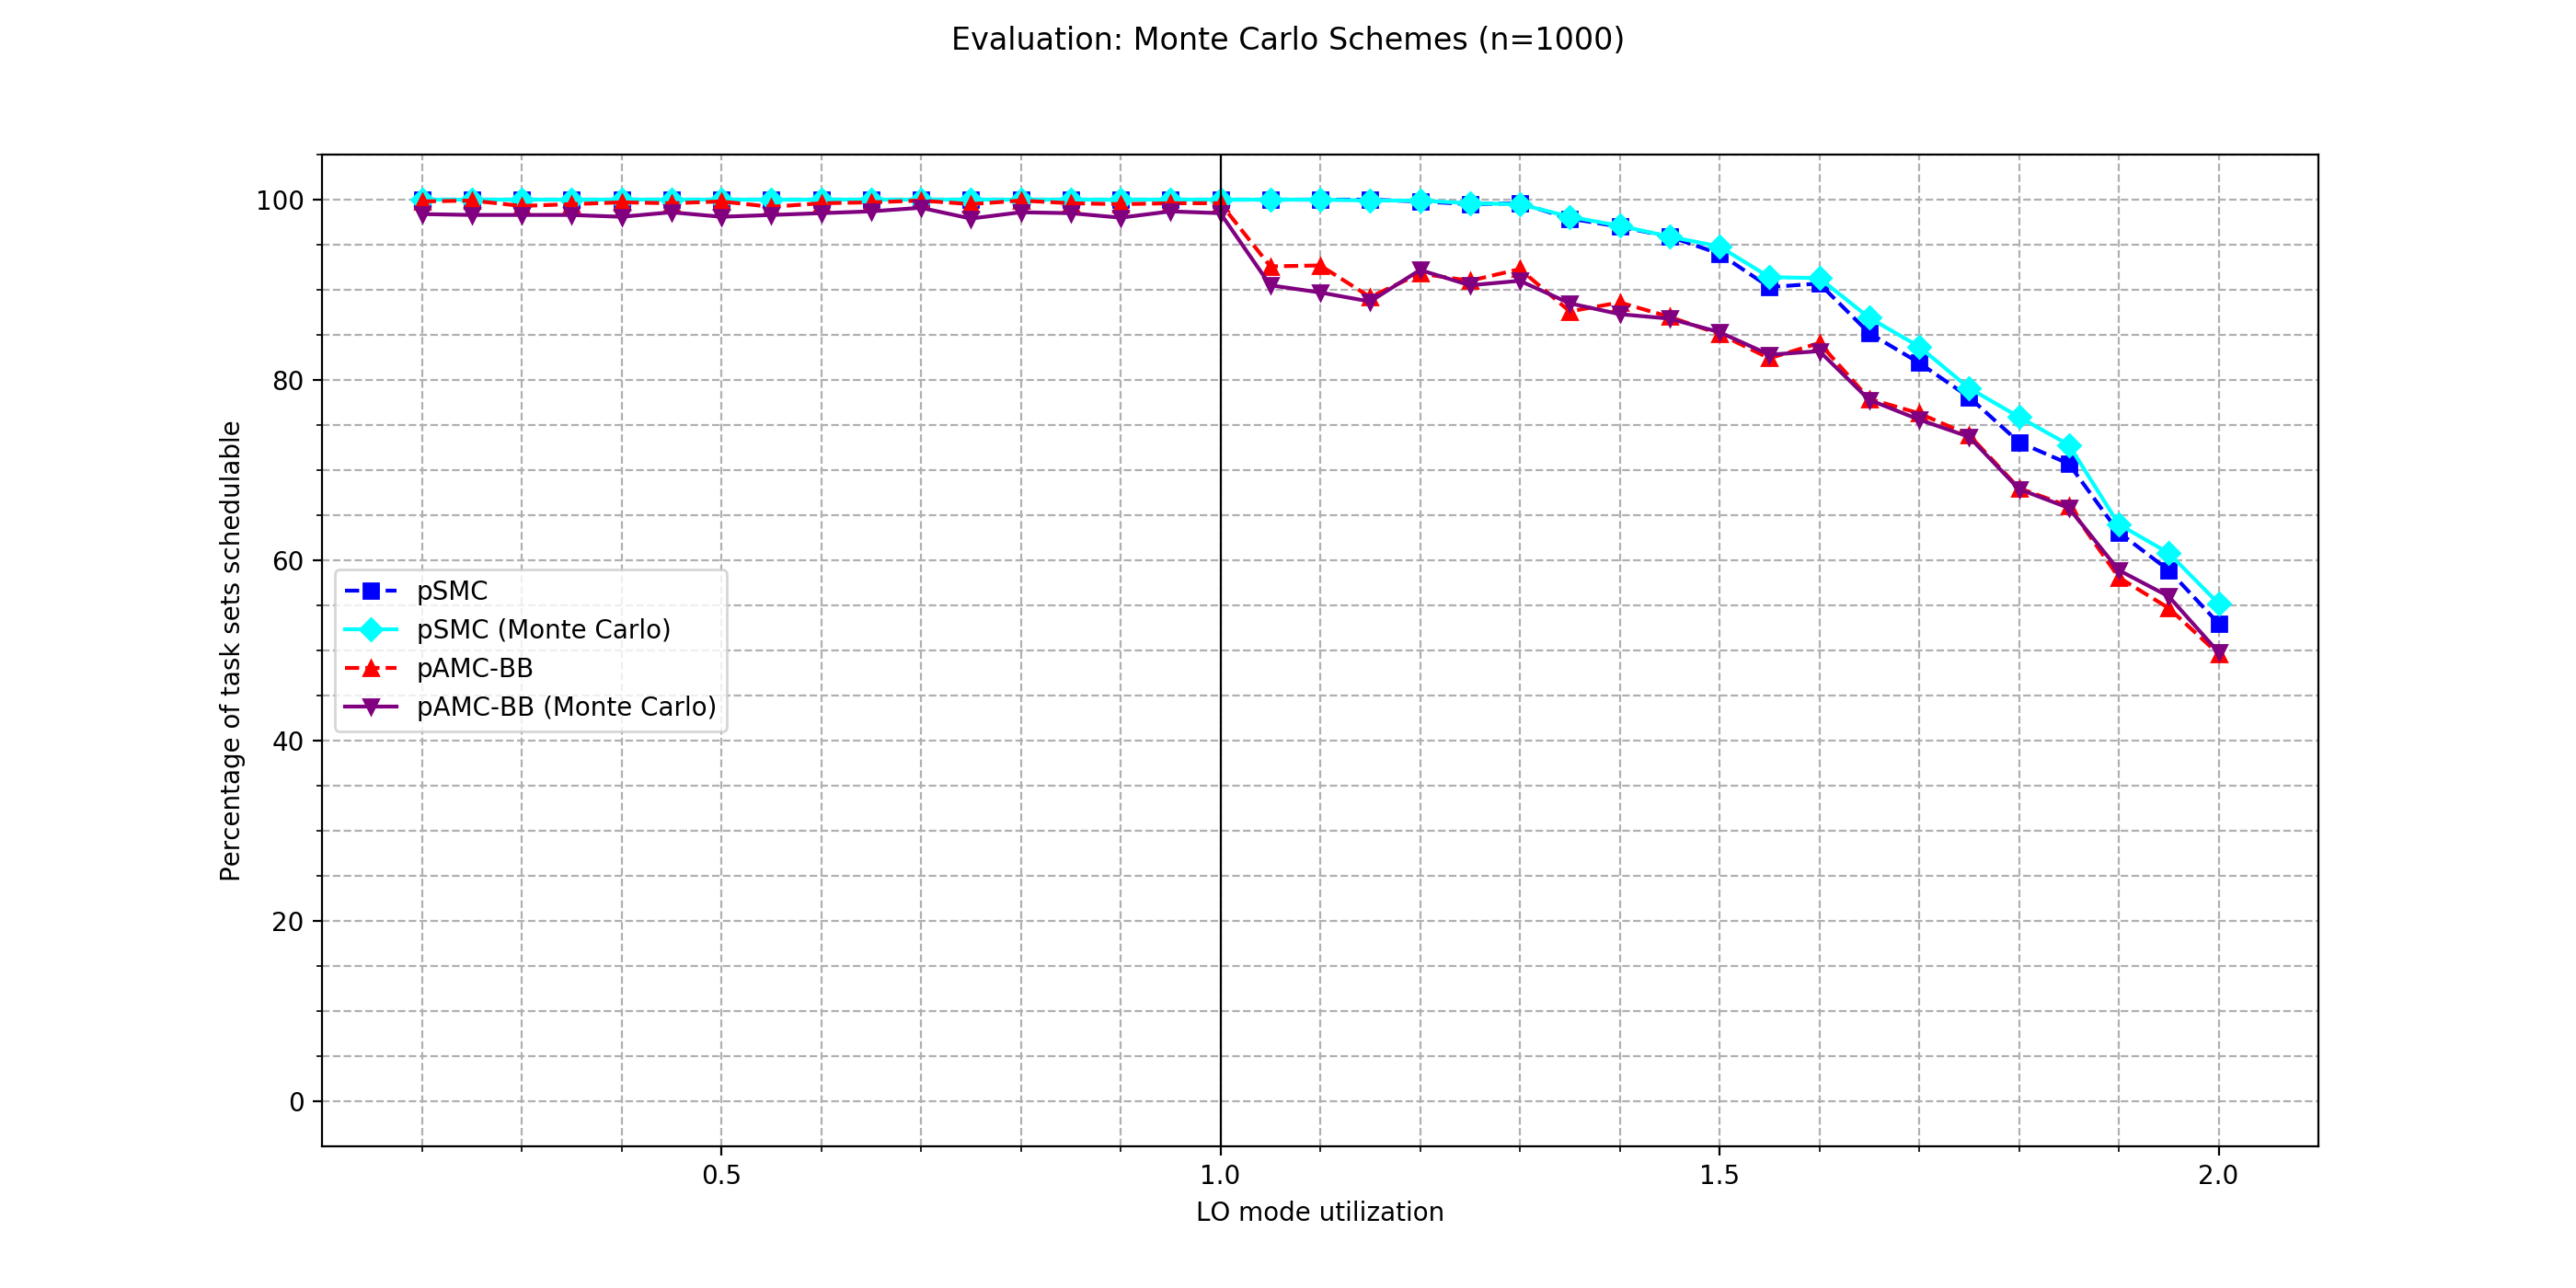 Evaluation: Monte Carlo Schemes (n=1000)
Percentage of task sets schedulable
100
80
60
40
20
0
pSMC
pSMC (Monte Carlo)
pAMC-BB
pAMC-BB (Monte Carlo)
0.5
1.0
1.5
2.0
LO mode utilization